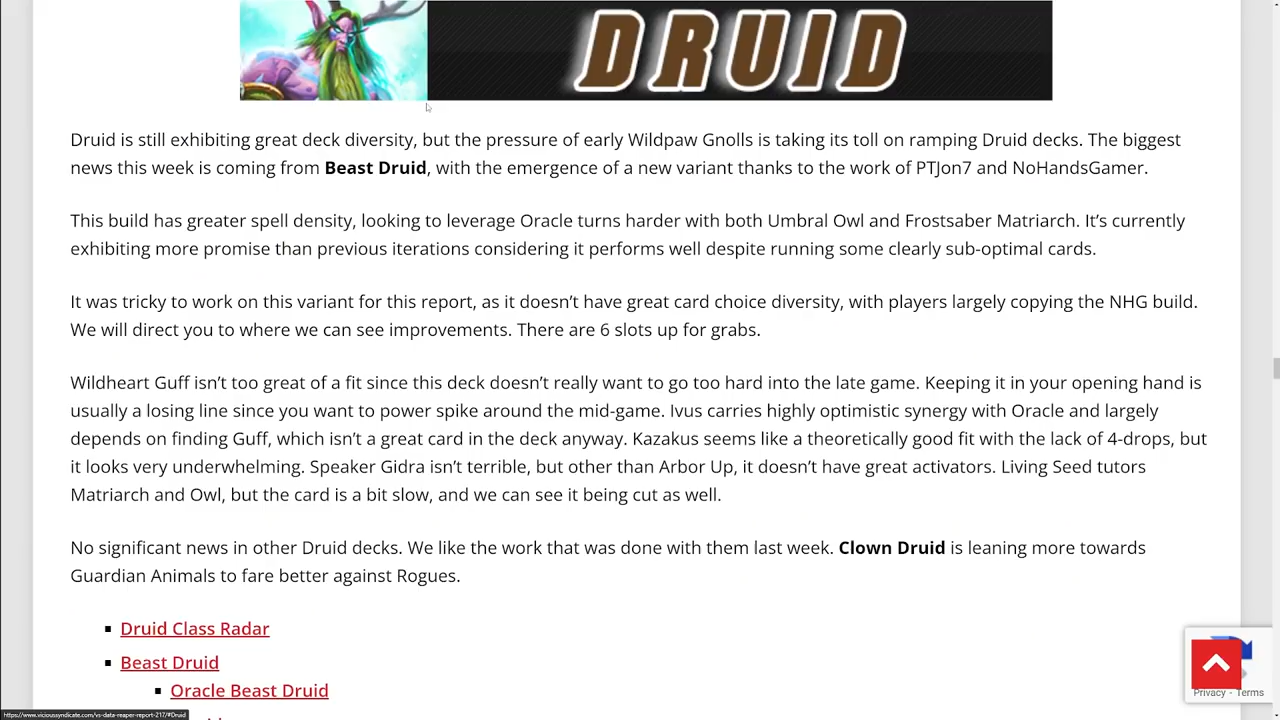 DRUID
Druid is still exhibiting great deck diversity, but the pressure of early Wildpaw Gnolls is taking its toll on ramping Druid decks. The biggest
news this week is coming from Beast Druid, with the emergence of a new variant thanks to the work of PTJon7 and NoHandsGamer.
This build has greater spell density, looking to leverage Oracle turns harder with both Umbral Owl and Frostsaber Matriarch. It’s currently
exhibiting more promise than previous iterations considering it performs well despite running some clearly sub-optimal cards.
It was tricky to work on this variant for this report, as it doesn’t have great card choice diversity, with players largely copying the NHG build.
We will direct you to where we can see improvements. There are 6 slots up for grabs.
Wildheart Guff isn’t too great of a fit since this deck doesn’t really want to go too hard into the late game. Keeping it in your opening hand is
usually a losing line since you want to power spike around the mid-game. Ivus carries highly optimistic synergy with Oracle and largely
depends on finding Guff, which isn’t a great card in the deck anyway. Kazakus seems like a theoretically good fit with the lack of 4-drops, but
it looks very underwhelming. Speaker Gidra isn’t terrible, but other than Arbor Up, it doesn’t have great activators. Living Seed tutors
Matriarch and Owl, but the card is a bit slow, and we can see it being cut as well.
No significant news in other Druid decks. We like the work that was done with them last week. Clown Druid is leaning more towards
Guardian Animals to fare better against Rogues.
Druid Class Radar
Beast Druid
Oracle Beast Druid
Privacy - Terms
https://www.vicioussyndicate.com/vs-data-reaper-report-217/#Druid